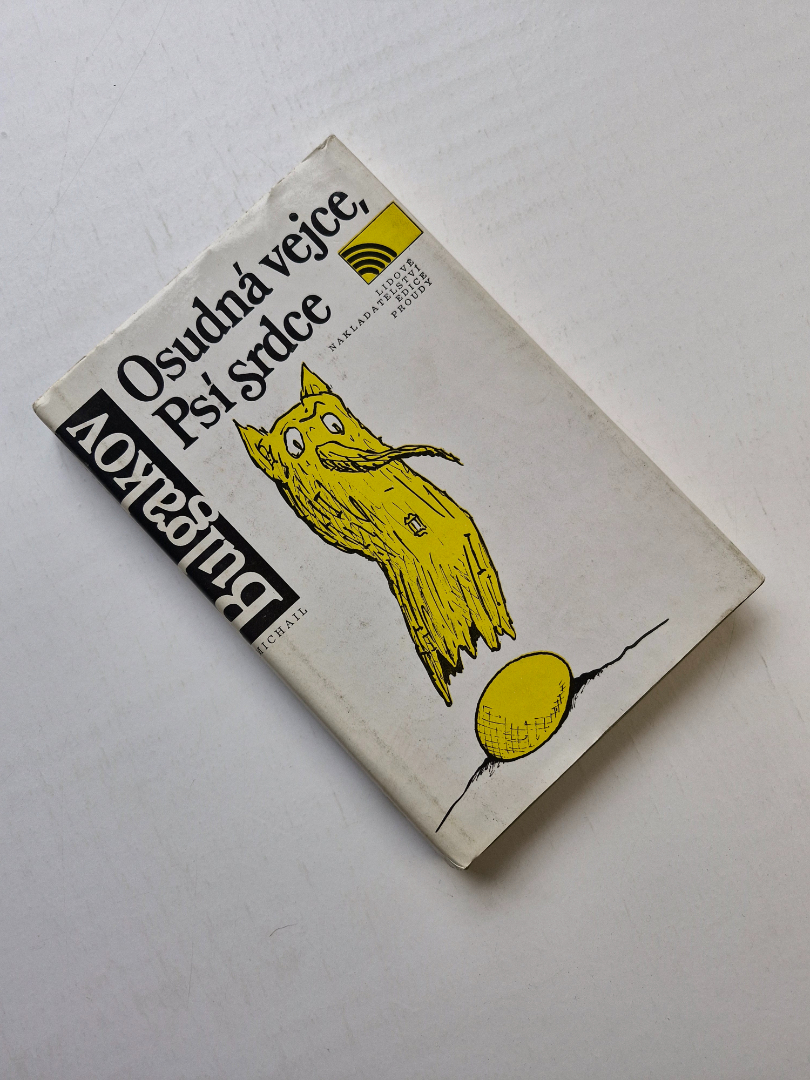 Osudná vejce,
Psí srdce
LIDOVÉ
NAKLADATELSTVÍ
EDICE
PROUDY
Bulgakov
MICHAIL